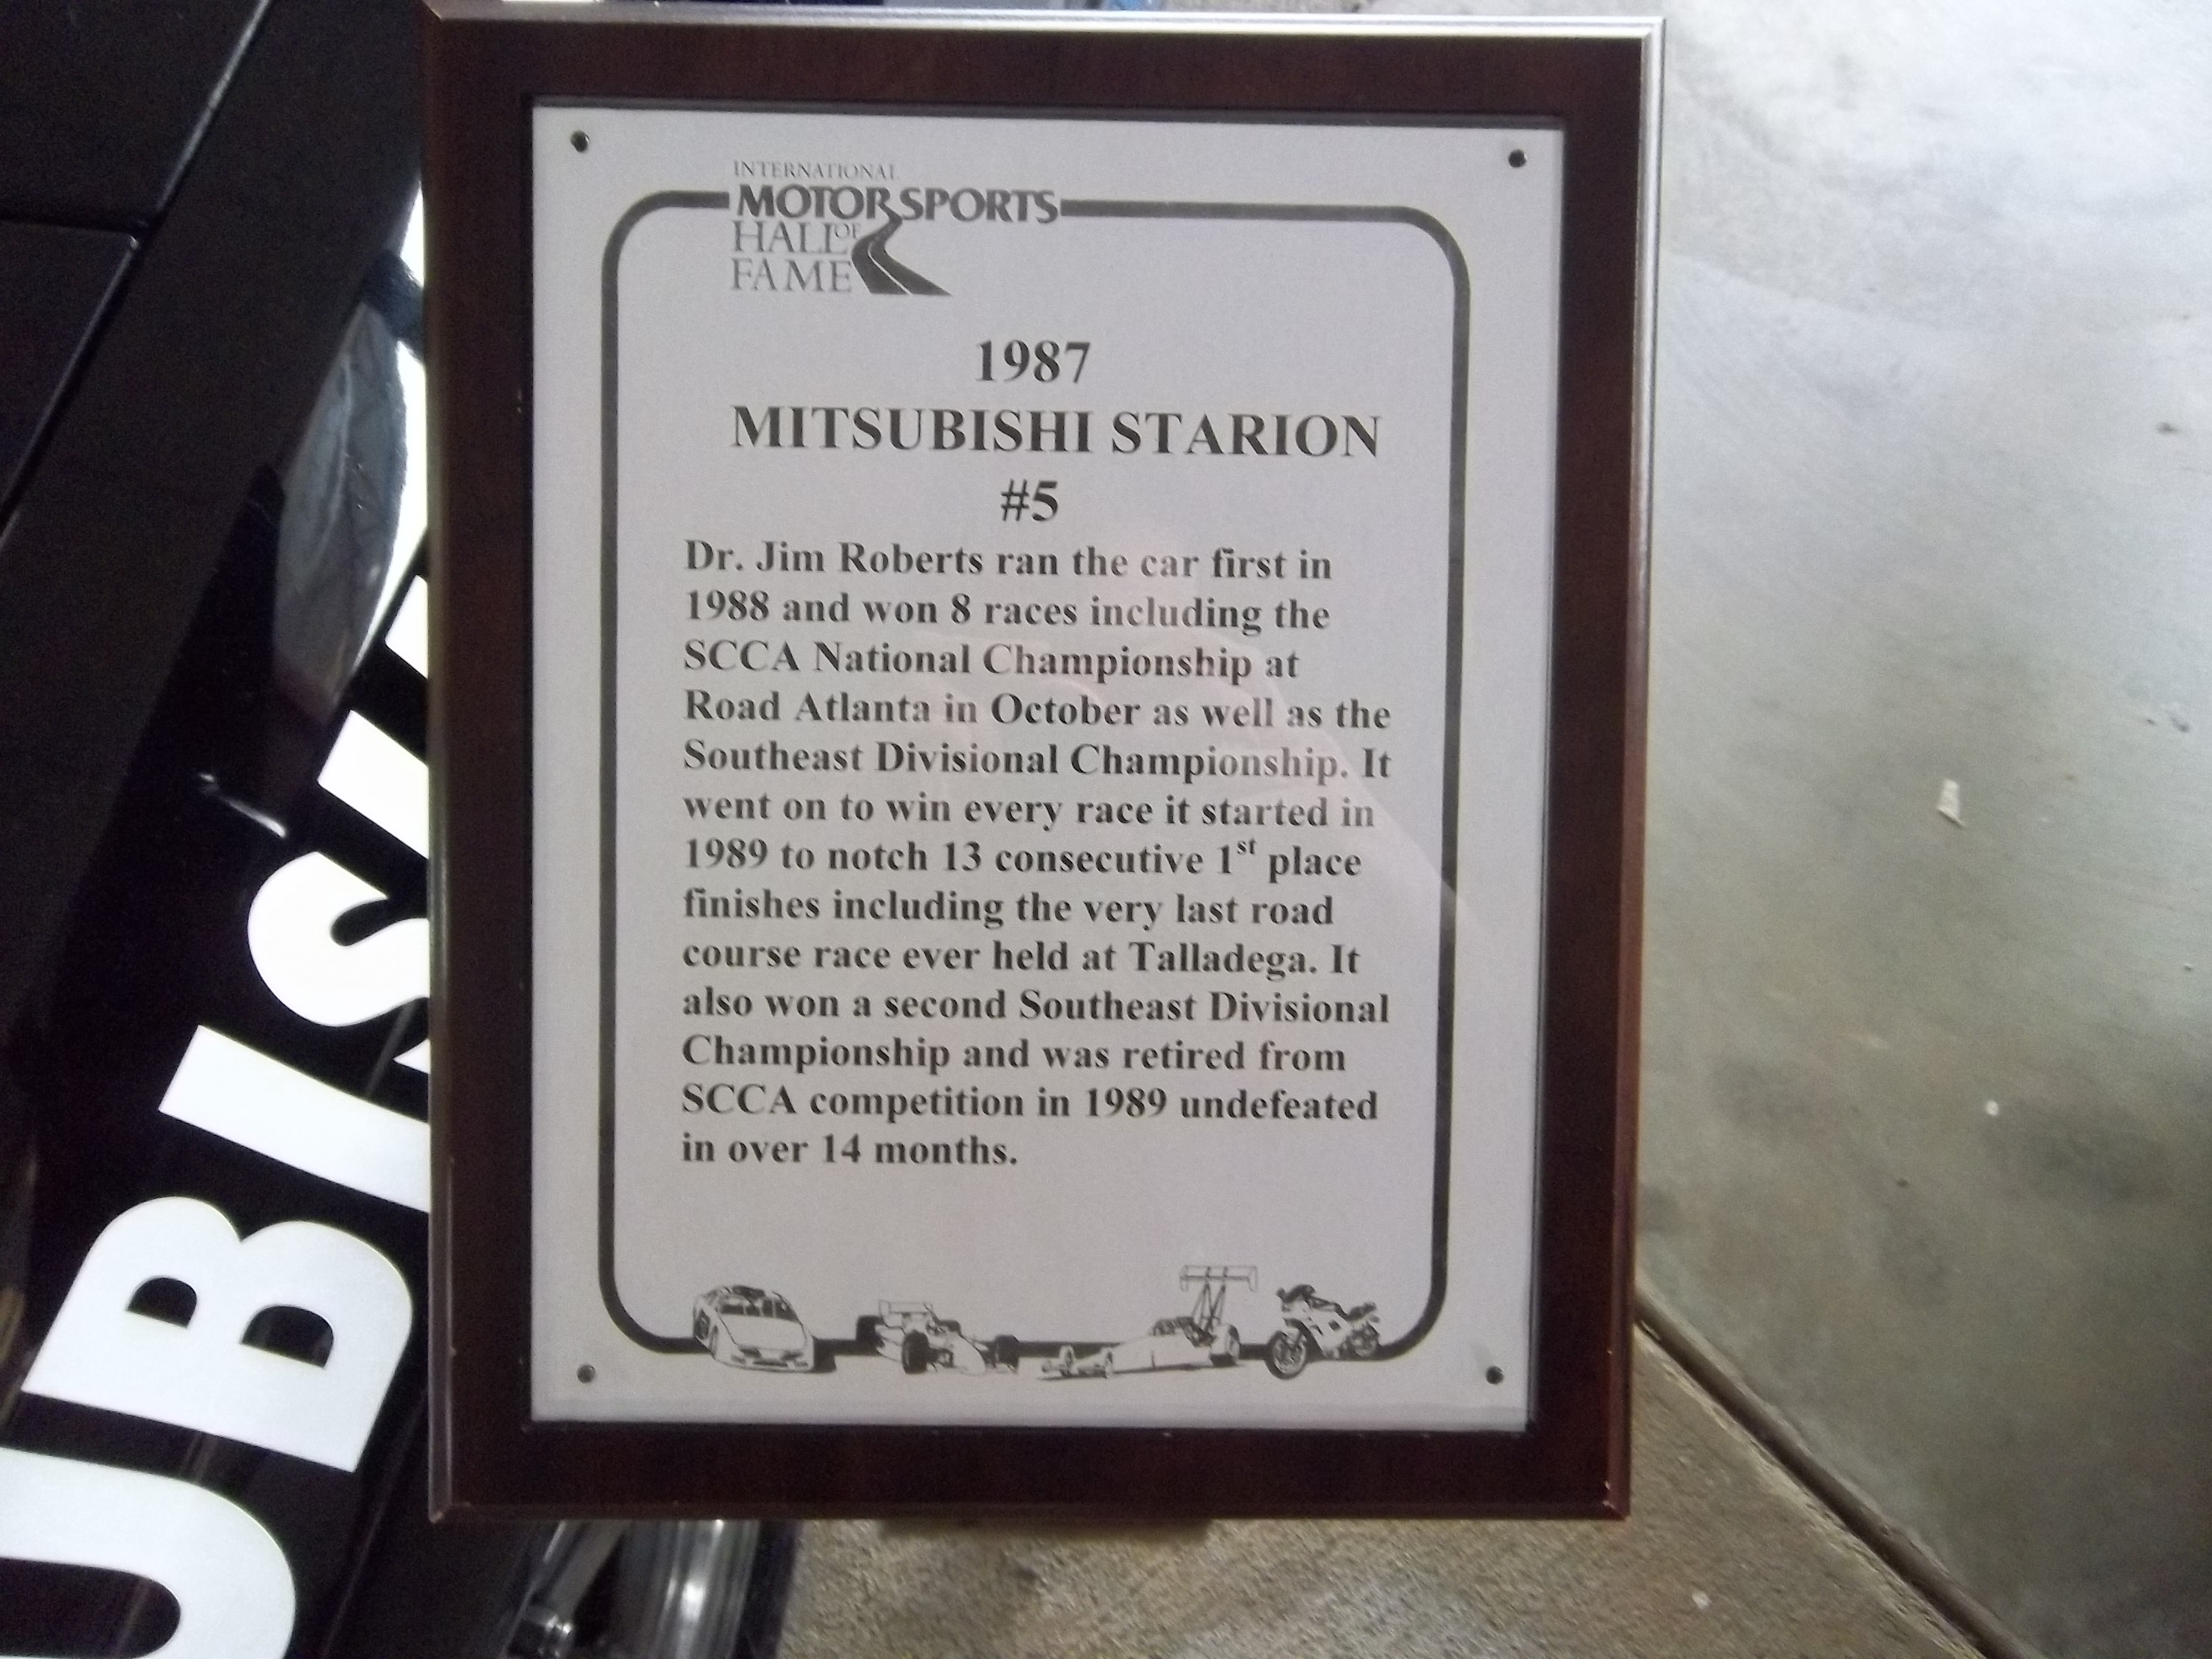 INTERNATIONAL
MOTORSPORTS
HALL OF
FAME
1987
MITSUBISHI STARION
#5
Dr. Jim Roberts ran the car first in
1988 and won 8 races including the
SCCA National Championship at
Road Atlanta in October as well as the
Southeast Divisional Championship. It
went on to win every race it started in
1989 to notch 13 consecutive 1st place
finishes including the very last road
course race ever held at Talladega. It
also won a second Southeast Divisional
Championship and was retired from
SCCA competition in 1989 undefeated
in over 14 months.
UBISH